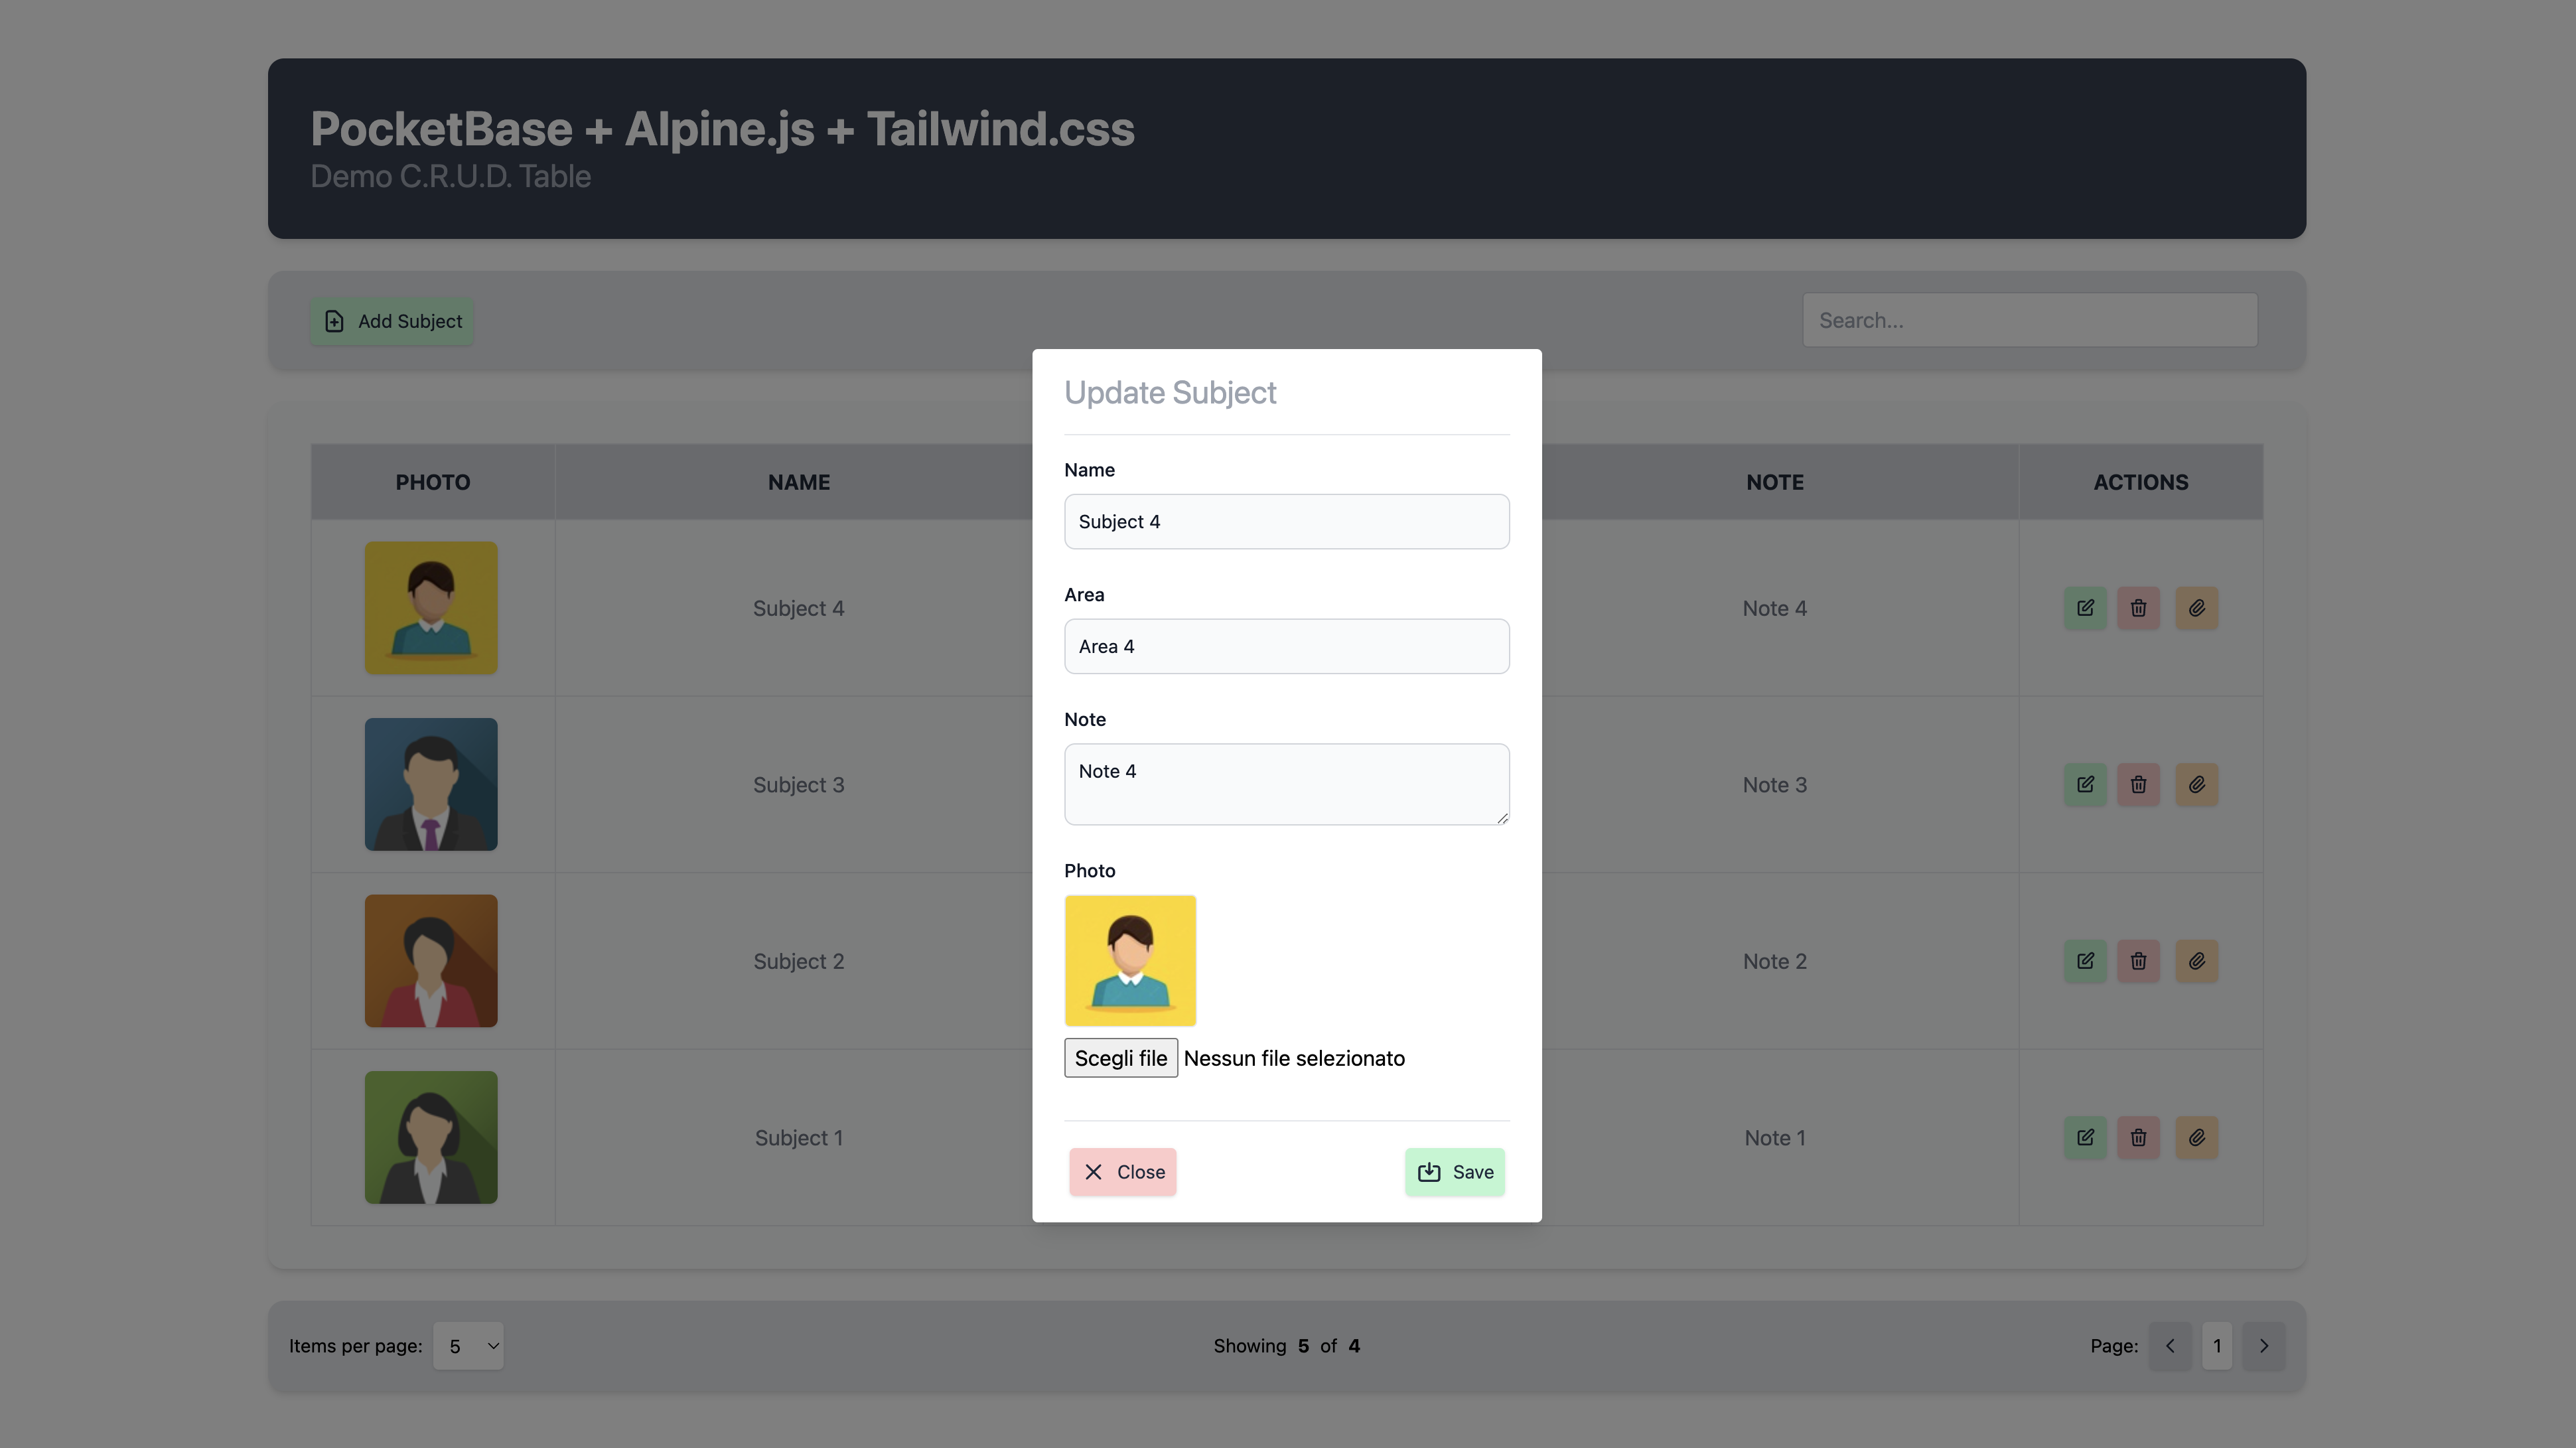 PocketBase + Alpine.js + Tailwind.css
Demo C.R.U.D. Table
Add Subject
Search...
Update Subject
Name
Subject 4
Area
Area 4
Note
Note 4
Photo
Scegli file Nessun file selezionato
Close
Save
PHOTO NAME NOTE ACTIONS
Subject 4 Note 4
Subject 3 Note 3
Subject 2 Note 2
Subject 1 Note 1
Items per page: 5
Showing 5 of 4
Page: 1